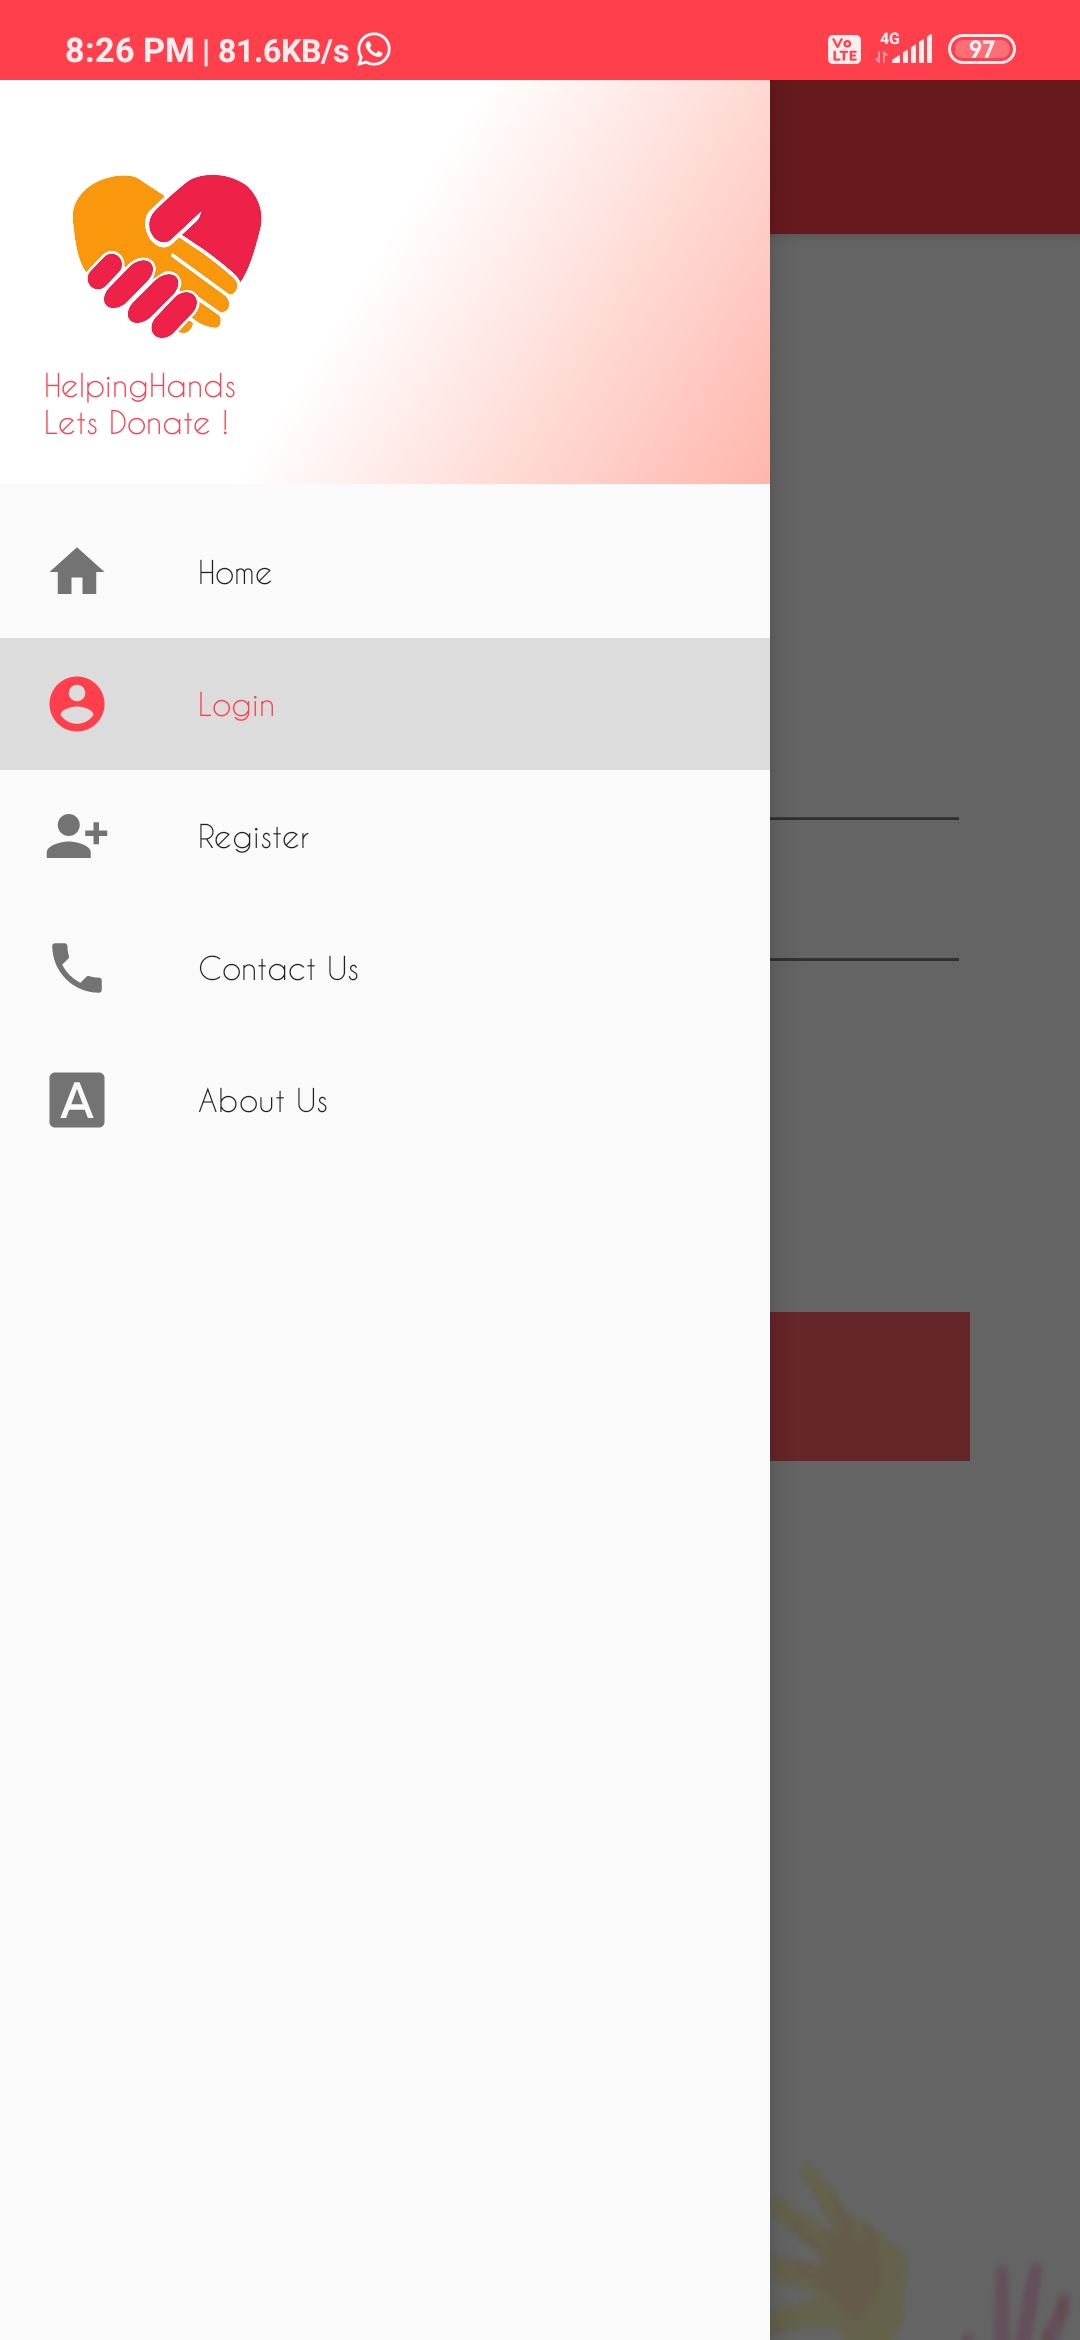 8:26 PM | 81.6KB/s
Vo LTE 4G 97
HelpingHands
Lets Donate !
Home
Login
Register
Contact Us
A About Us